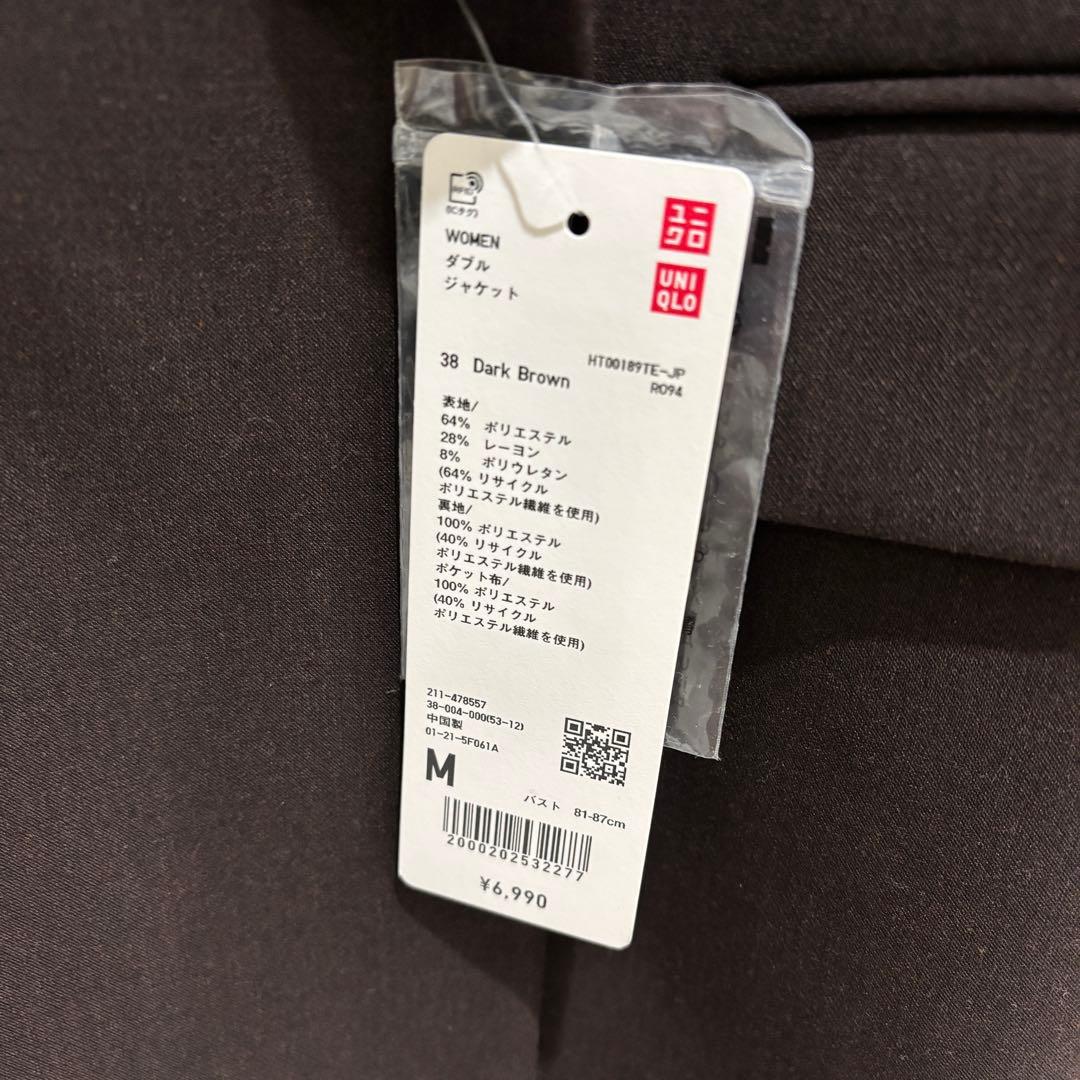 RFID
(ICタグ)
ユニ
クロ
UNI
QLO
WOMEN
ダブル
ジャケット
38 Dark Brown
HT00189TE-JP
R094
表地/
64% ポリエステル
28% レーヨン
8% ポリウレタン
(64% リサイクル
ポリエステル繊維を使用)
裏地/
100% ポリエステル
(40% リサイクル
ポリエステル繊維を使用)
ポケット布/
100% ポリエステル
(40% リサイクル
ポリエステル繊維を使用)
211-478557
38-004-000(53-12)
中国製
01-21-5F061A
M
バスト 81-87cm
2000202532277
¥6,990